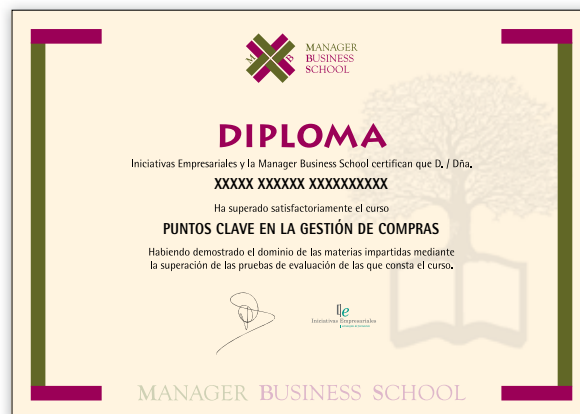 M B
MANAGER
BUSINESS
SCHOOL
DIPLOMA
Iniciativas Empresariales y la Manager Business School certifican que D. / Dña.
XXXXX XXXXXX XXXXXXXXXX
Ha superado satisfactoriamente el curso
PUNTOS CLAVE EN LA GESTIÓN DE COMPRAS
Habiendo demostrado el dominio de las materias impartidas mediante
la superación de las pruebas de evaluación de las que consta el curso.
Ie
Iniciativas Empresariales
MANAGER BUSINESS SCHOOL